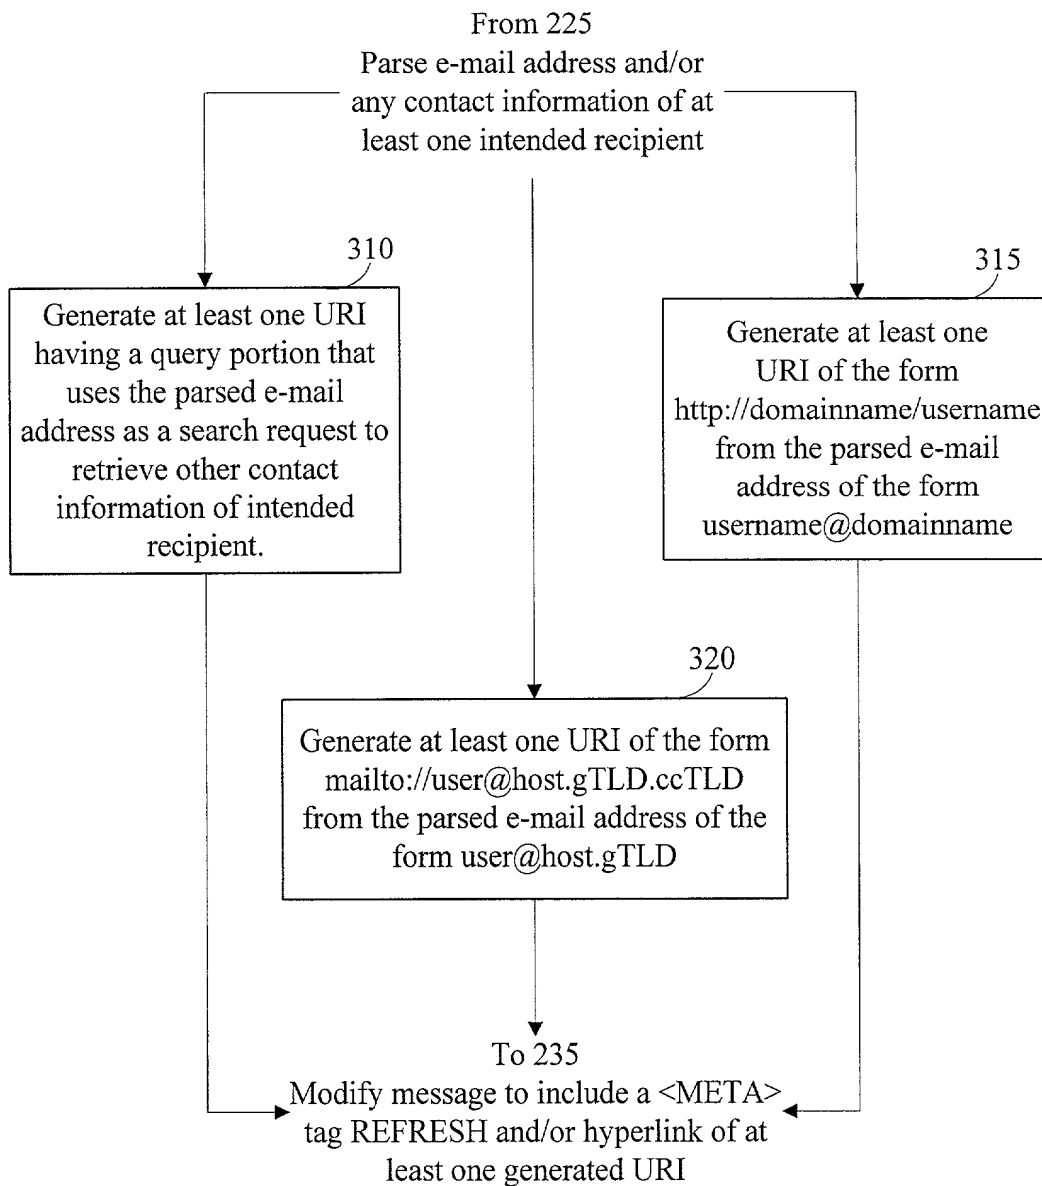 From 225
Parse e-mail address and/or
any contact information of at
least one intended recipient
310
Generate at least one URI
having a query portion that
uses the parsed e-mail
address as a search request to
retrieve other contact
information of intended
recipient.
315
Generate at least one
URI of the form
http://domainname/username
from the parsed e-mail
address of the form
username@domainname
320
Generate at least one URI of the form
mailto://user@host.gTLD.ccTLD
from the parsed e-mail address of the
form user@host.gTLD
To 235
Modify message to include a <META>
tag REFRESH and/or hyperlink of at
least one generated URI